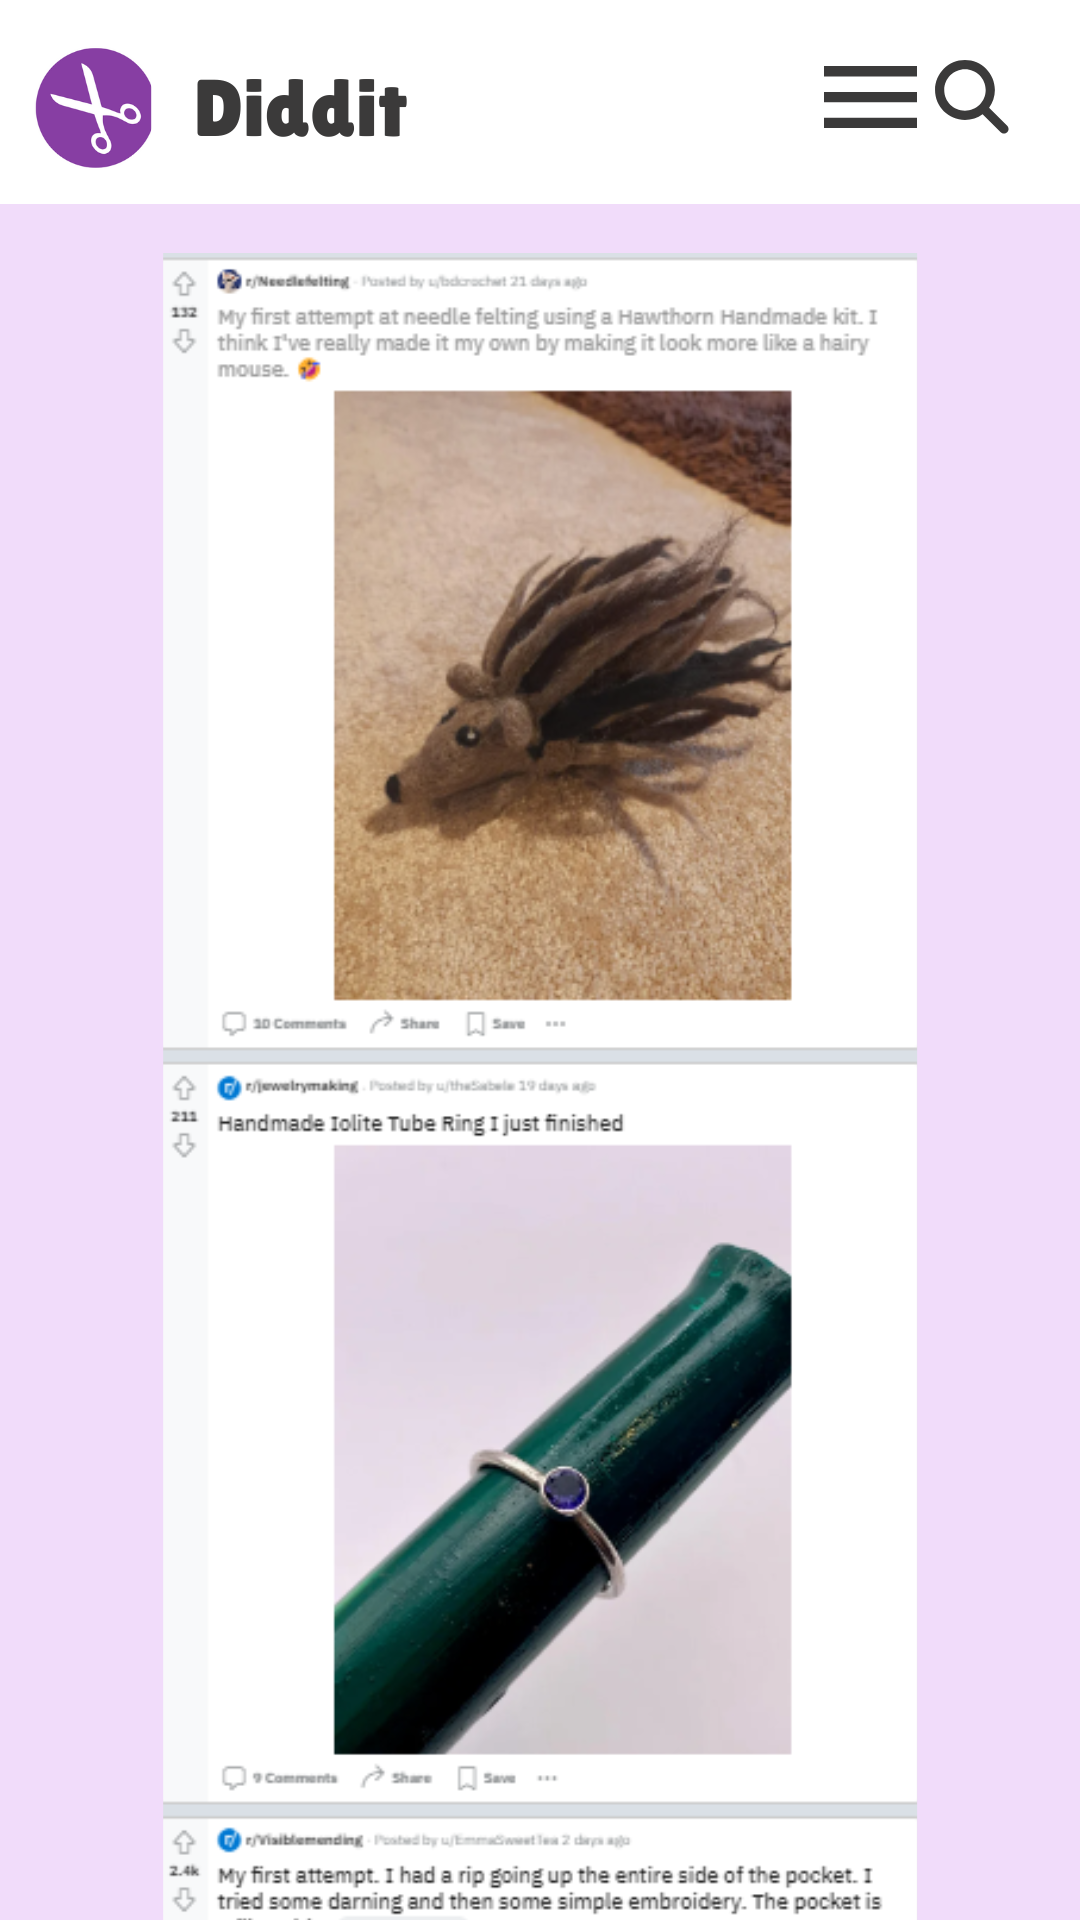 Diddit
r/Needlefelting · Posted by u/bdcrochet 21 days ago
132
My first attempt at needle felting using a Hawthorn Handmade kit. I
think I've really made it my own by making it look more like a hairy
mouse. 🤣
10 Comments Share Save ···
r/jewelrymaking · Posted by u/theSabele 19 days ago
211
Handmade Iolite Tube Ring I just finished
9 Comments Share Save ···
r/Visiblemending · Posted by u/EmmaSweetTea 2 days ago
2.4k
My first attempt. I had a rip going up the entire side of the pocket. I
tried some darning and then some simple embroidery. The pocket is